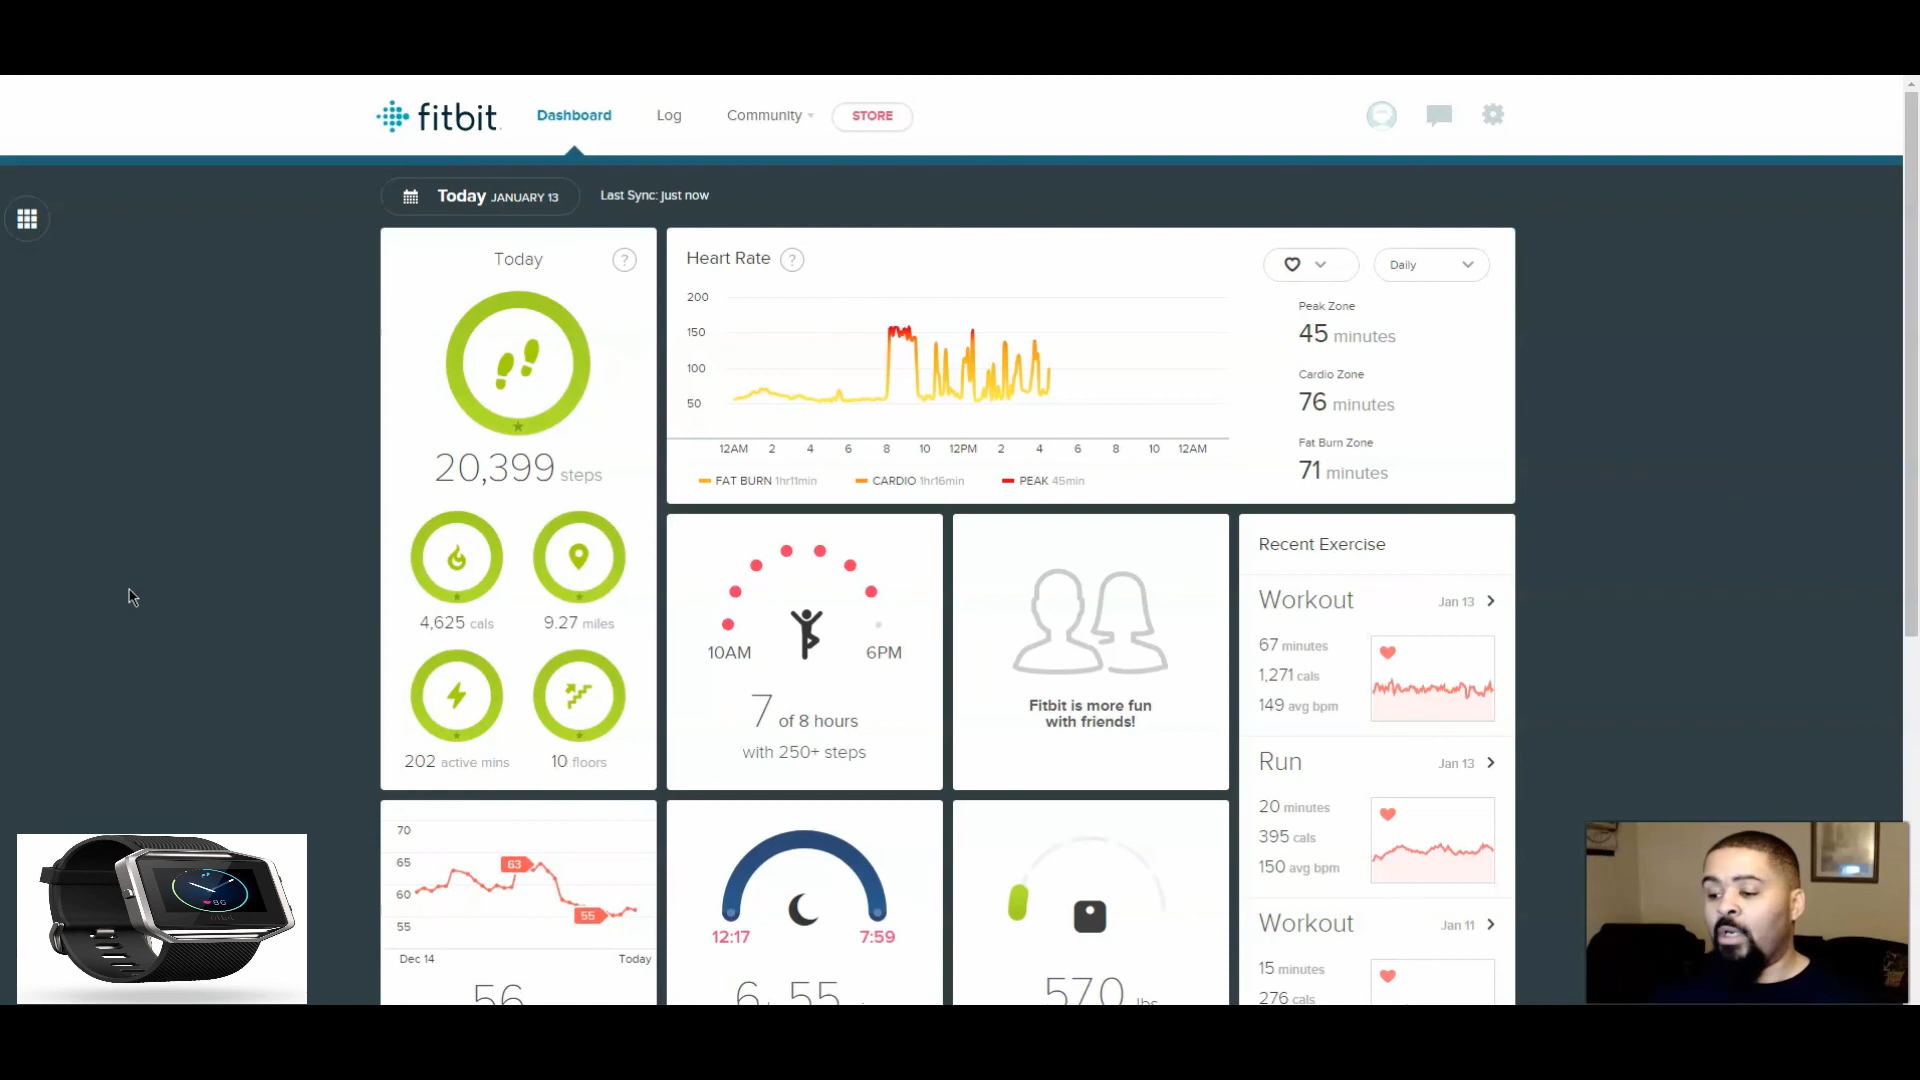 fitbit
Dashboard
Log
Community
STORE
Today JANUARY 13
Last Sync: just now
Today
?
20,399 steps
4,625 cals
9.27 miles
202 active mins
10 floors
Heart Rate
?
Daily
200
150
100
50
12AM 2 4 6 8 10 12PM 2 4 6 8 10 12AM
FAT BURN 1hr11min
CARDIO 1hr16min
PEAK 45min
Peak Zone
45 minutes
Cardio Zone
76 minutes
Fat Burn Zone
71 minutes
10AM
6PM
7 of 8 hours
with 250+ steps
Fitbit is more fun
with friends!
Recent Exercise
Workout
Jan 13
67 minutes
1,271 cals
149 avg bpm
Run
Jan 13
20 minutes
395 cals
150 avg bpm
Workout
Jan 11
15 minutes
276 cals
70
65
60
55
63
55
Dec 14
Today
56
12:17
7:59
570 lbs